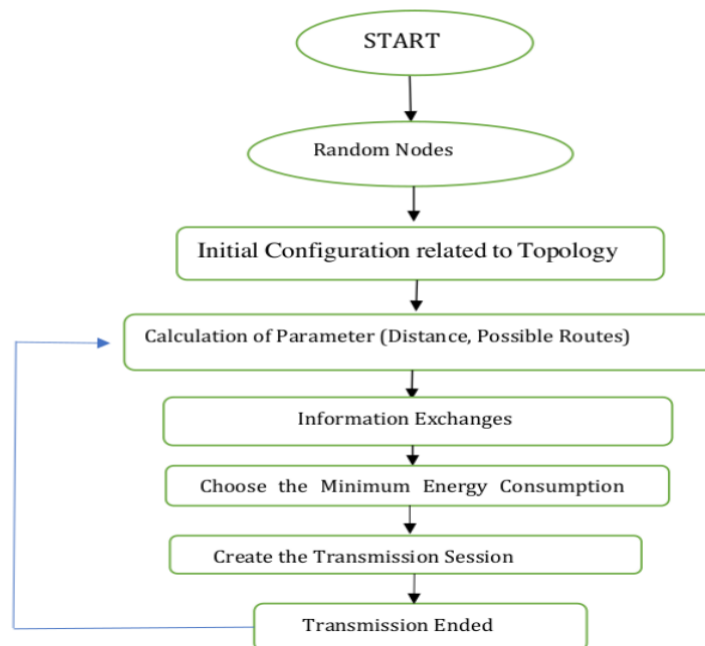 START
Random Nodes
Initial Configuration related to Topology
Calculation of Parameter (Distance, Possible Routes)
Information Exchanges
Choose the Minimum Energy Consumption
Create the Transmission Session
Transmission Ended